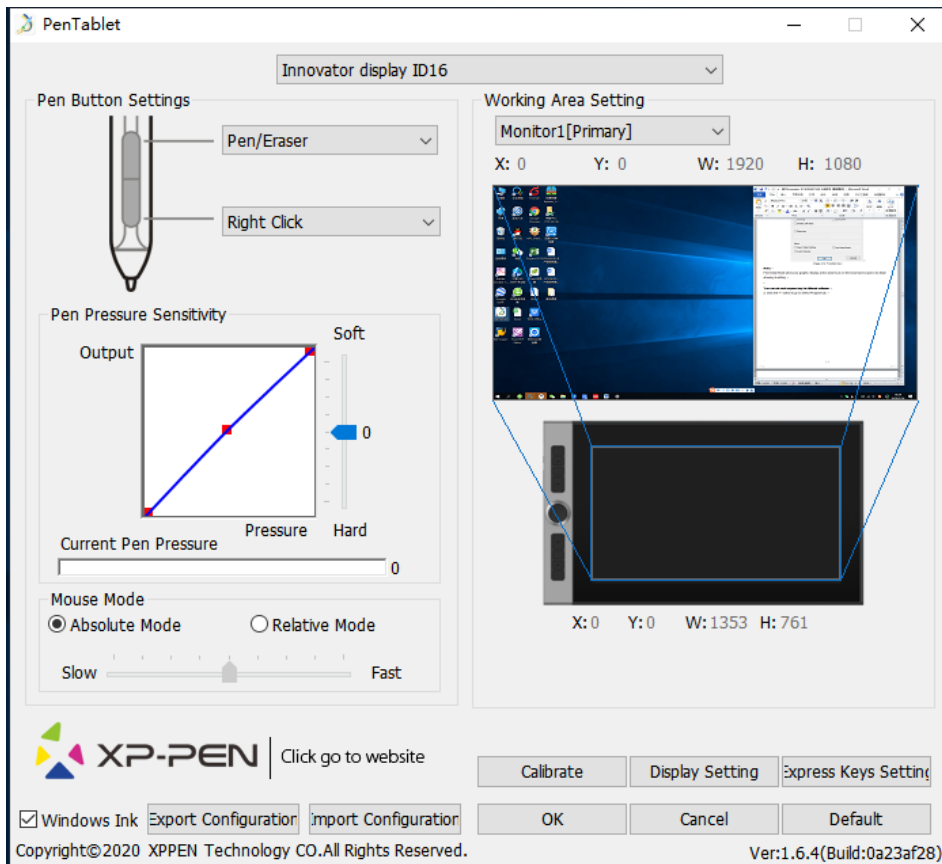 PenTablet
Innovator display ID16
Pen Button Settings
Pen/Eraser
Right Click
Pen Pressure Sensitivity
Output
Soft
0
Pressure
Hard
Current Pen Pressure
0
Mouse Mode
Absolute Mode
Relative Mode
Slow
Fast
Working Area Setting
Monitor1[Primary]
X: 0 Y: 0 W: 1920 H: 1080
X:0 Y:0 W:1353 H:761
XP-PEN Click go to website
Calibrate
Display Setting
Express Keys Setting
Windows Ink
Export Configuration
Import Configuration
OK
Cancel
Default
Copyright©2020 XPPEN Technology CO.All Rights Reserved.
Ver:1.6.4(Build:0a23af28)